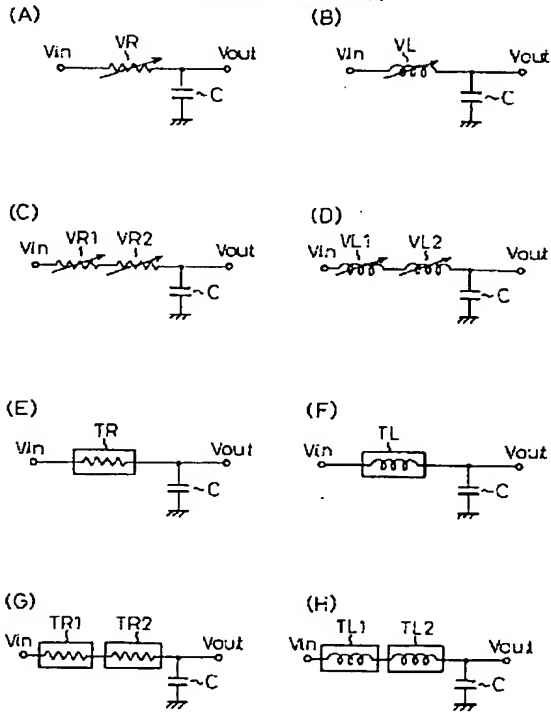 (A)
VR
Vin
Vout
~C
(B)
VL
Vin
Vout
~C
(C)
VR1
VR2
Vin
Vout
~C
(D)
VL1
VL2
Vin
Vout
~C
(E)
TR
Vin
Vout
~C
(F)
TL
Vin
Vout
~C
(G)
TR1
TR2
Vin
Vout
~C
(H)
TL1
TL2
Vin
Vout
~C